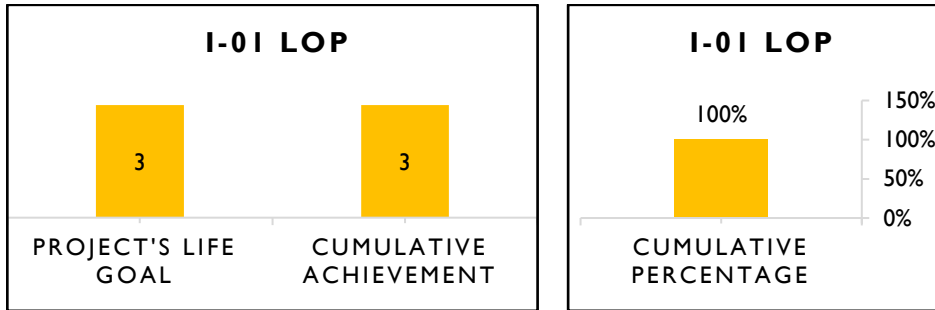 I-01 LOP
3
3
PROJECT'S LIFE
GOAL
CUMULATIVE
ACHIEVEMENT
I-01 LOP
100%
150%
100%
50%
0%
CUMULATIVE
PERCENTAGE